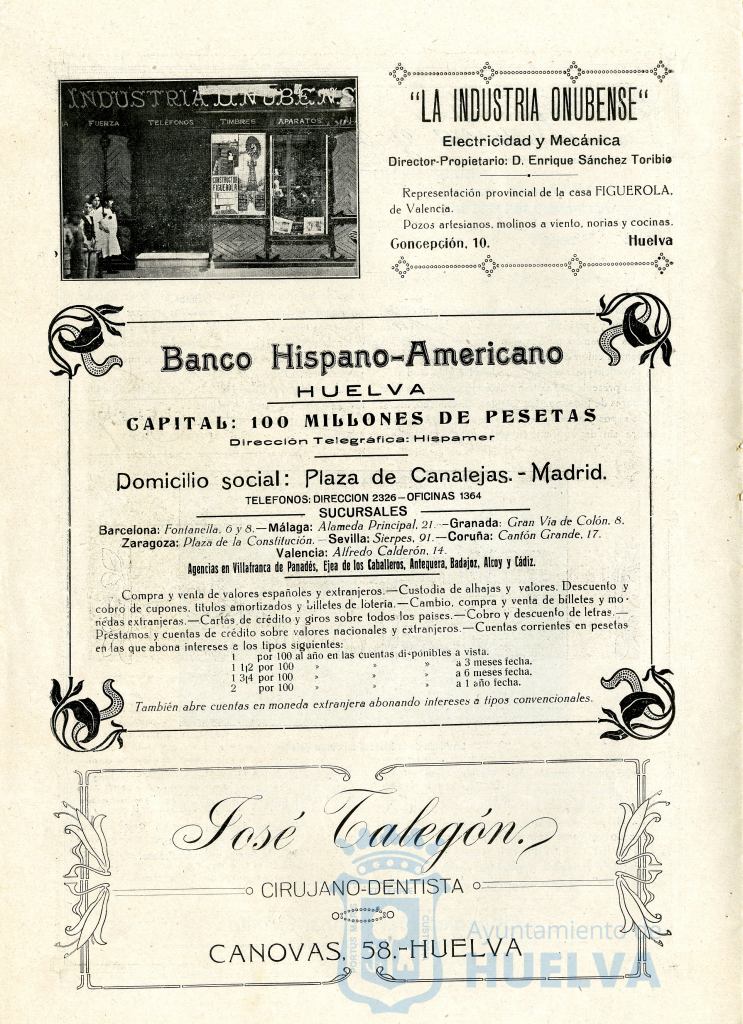 INDUSTRIA ONUBENS
A FUERZA TELÉFONOS TIMBRES APARATOS
CONSTRUCTOR
FIGUEROLA
"LA INDUSTRIA ONUBENSE"
Electricidad y Mecánica
Director-Propietario: D. Enrique Sánchez Toribio
Representación provincial de la casa FIGUEROLA,
de Valencia.
Pozos artesianos, molinos a viento, norias y cocinas.
Concepción, 10. Huelva
Banco Hispano-Americano
HUELVA
CAPITAL: 100 MILLONES DE PESETAS
Dirección Telegráfica: Hispamer
Domicilio social: Plaza de Canalejas.-Madrid.
TELEFONOS: DIRECCION 2326-OFICINAS 1364
SUCURSALES
Barcelona: Fontanella, 6 y 8.—Málaga: Alameda Principal, 21.—Granada: Gran Vía de Colón, 8.
Zaragoza: Plaza de la Constitución.—Sevilla: Sierpes, 91.—Coruña: Cantón Grande, 17.
Valencia: Alfredo Calderón, 14.
Agencias en Villafranca de Panadés, Ejea de los Caballeros, Antequera, Badajoz, Alcoy y Cádiz.
Compra y venta de valores españoles y extranjeros.—Custodia de alhajas y valores. Descuento y
cobro de cupones, títulos amortizados y billetes de lotería.—Cambio, compra y venta de billetes y mo-
nedas extranjeras.—Cartas de crédito y giros sobre todos los países.—Cobro y descuento de letras.—
Préstamos y cuentas de crédito sobre valores nacionales y extranjeros.—Cuentas corrientes en pesetas
en las que abona intereses a los tipos siguientes:
1 por 100 al año en las cuentas disponibles a vista.
1 1|2 por 100 » » » a 3 meses fecha.
1 3|4 por 100 » » » a 6 meses fecha.
2 por 100 » » » a 1 año fecha.
También abre cuentas en moneda extranjera abonando intereses a tipos convencionales.
José Talegón.
CIRUJANO-DENTISTA
CANOVAS, 58.-HUELVA
PORTUS MARIS
CUST
Ayuntamiento de
HUELVA